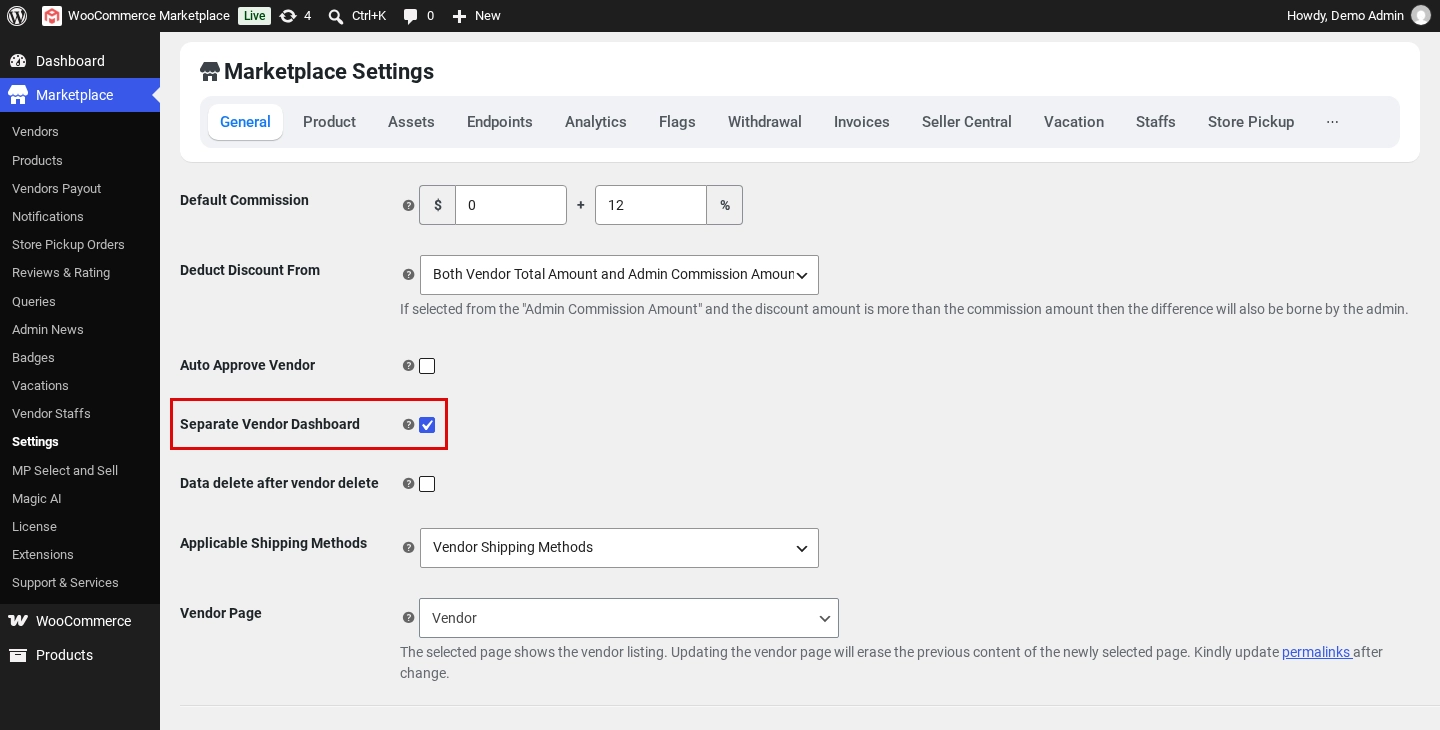 WooCommerce Marketplace Live 4 Ctrl+K 0 New Howdy, Demo Admin
Dashboard
Marketplace
Vendors
Products
Vendors Payout
Notifications
Store Pickup Orders
Reviews & Rating
Queries
Admin News
Badges
Vacations
Vendor Staffs
Settings
MP Select and Sell
Magic AI
License
Extensions
Support & Services
WooCommerce
Products
Marketplace Settings
General Product Assets Endpoints Analytics Flags Withdrawal Invoices Seller Central Vacation Staffs Store Pickup ...
Default Commission ? $ 0 + 12 %
Deduct Discount From ? Both Vendor Total Amount and Admin Commission Amoun
If selected from the "Admin Commission Amount" and the discount amount is more than the commission amount then the difference will also be borne by the admin.
Auto Approve Vendor ?
Separate Vendor Dashboard ?
Data delete after vendor delete ?
Applicable Shipping Methods ? Vendor Shipping Methods
Vendor Page ? Vendor
The selected page shows the vendor listing. Updating the vendor page will erase the previous content of the newly selected page. Kindly update permalinks after
change.